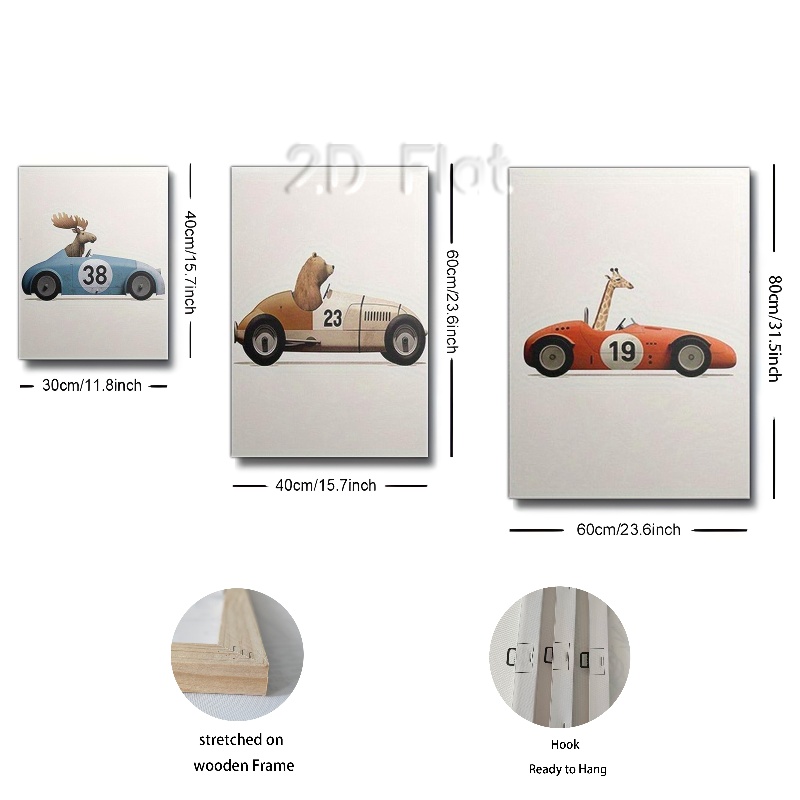 2D Flat
38
40cm/15.7inch
30cm/11.8inch
23
60cm/23.6inch
40cm/15.7inch
19
80cm/31.5inch
60cm/23.6inch
stretched on
wooden Frame
Hook
Ready to Hang